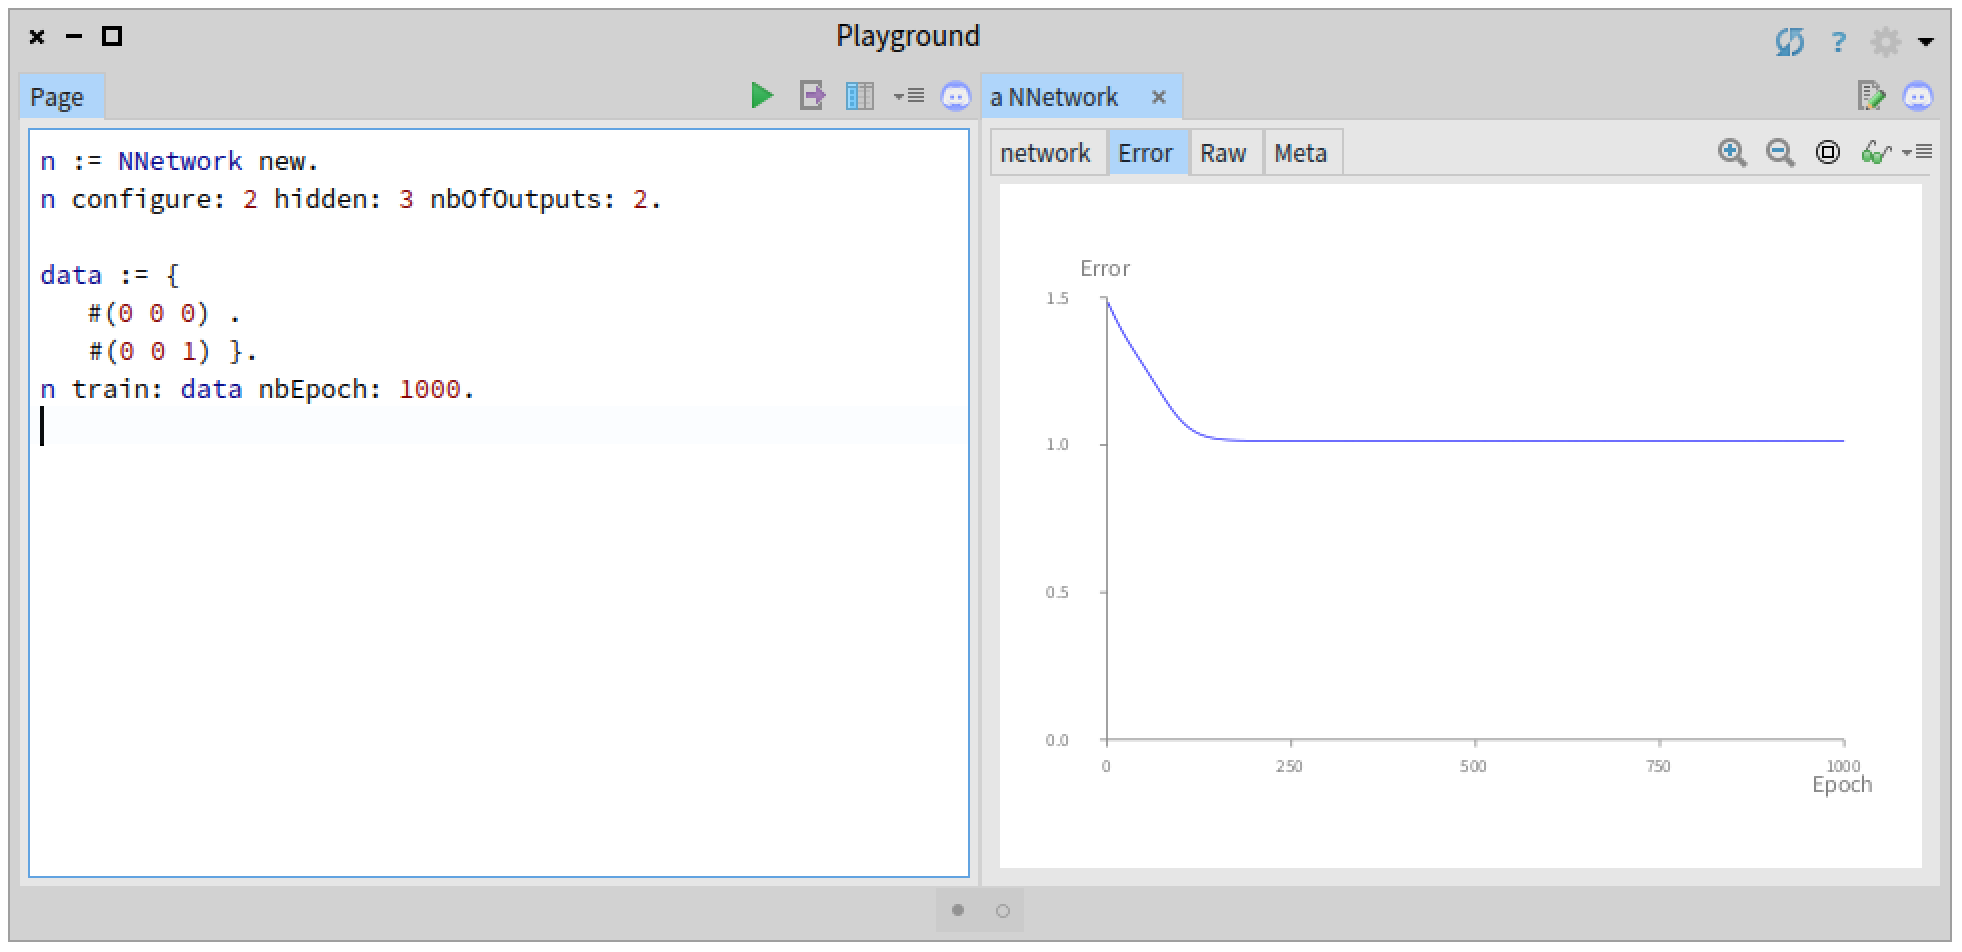 Playground
?
Page
a NNetwork
n := NNetwork new.
n configure: 2 hidden: 3 nbOfOutputs: 2.
data := {
#(0 0 0) .
#(0 0 1) }.
n train: data nbEpoch: 1000.
network Error Raw Meta
Error
1.5
1.0
0.5
0.0
0 250 500 750 1000
Epoch